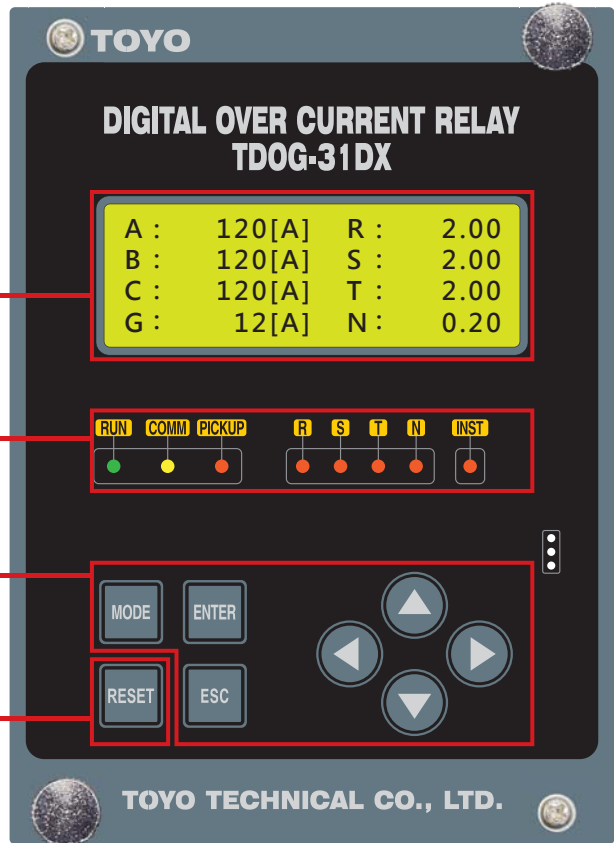 TOYO
DIGITAL OVER CURRENT RELAY
TDOG-31DX
A : 120[A] R : 2.00
B : 120[A] S : 2.00
C : 120[A] T : 2.00
G : 12[A] N : 0.20
RUN COMM PICKUP R S T N INST
MODE ENTER
RESET ESC
TOYO TECHNICAL CO., LTD.